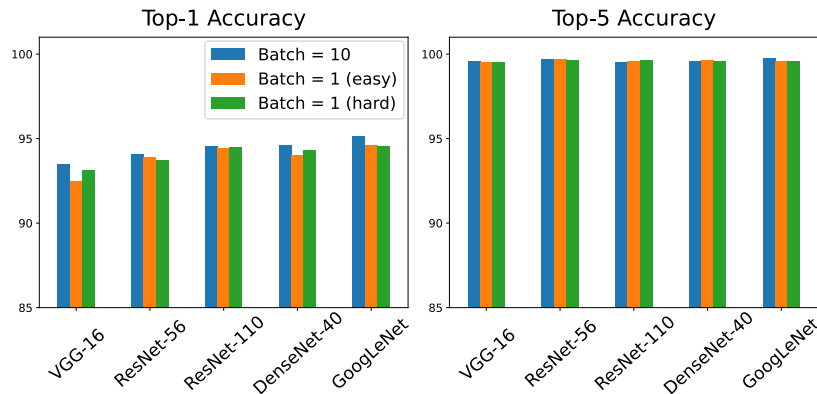 Top-1 Accuracy
Top-5 Accuracy
100
95
90
85
Batch = 10
Batch = 1 (easy)
Batch = 1 (hard)
VGG-16
ResNet-56
ResNet-110
DenseNet-40
GoogLeNet
100
95
90
85
VGG-16
ResNet-56
ResNet-110
DenseNet-40
GoogLeNet